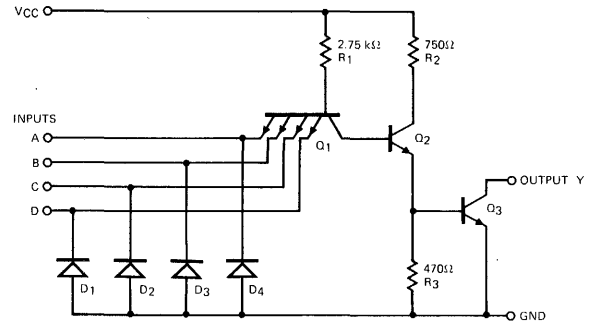 VCC
2.75 kΩ
R1
750Ω
R2
INPUTS
A
B
C
D
Q1
Q2
OUTPUT Y
Q3
D1
D2
D3
D4
470Ω
R3
GND